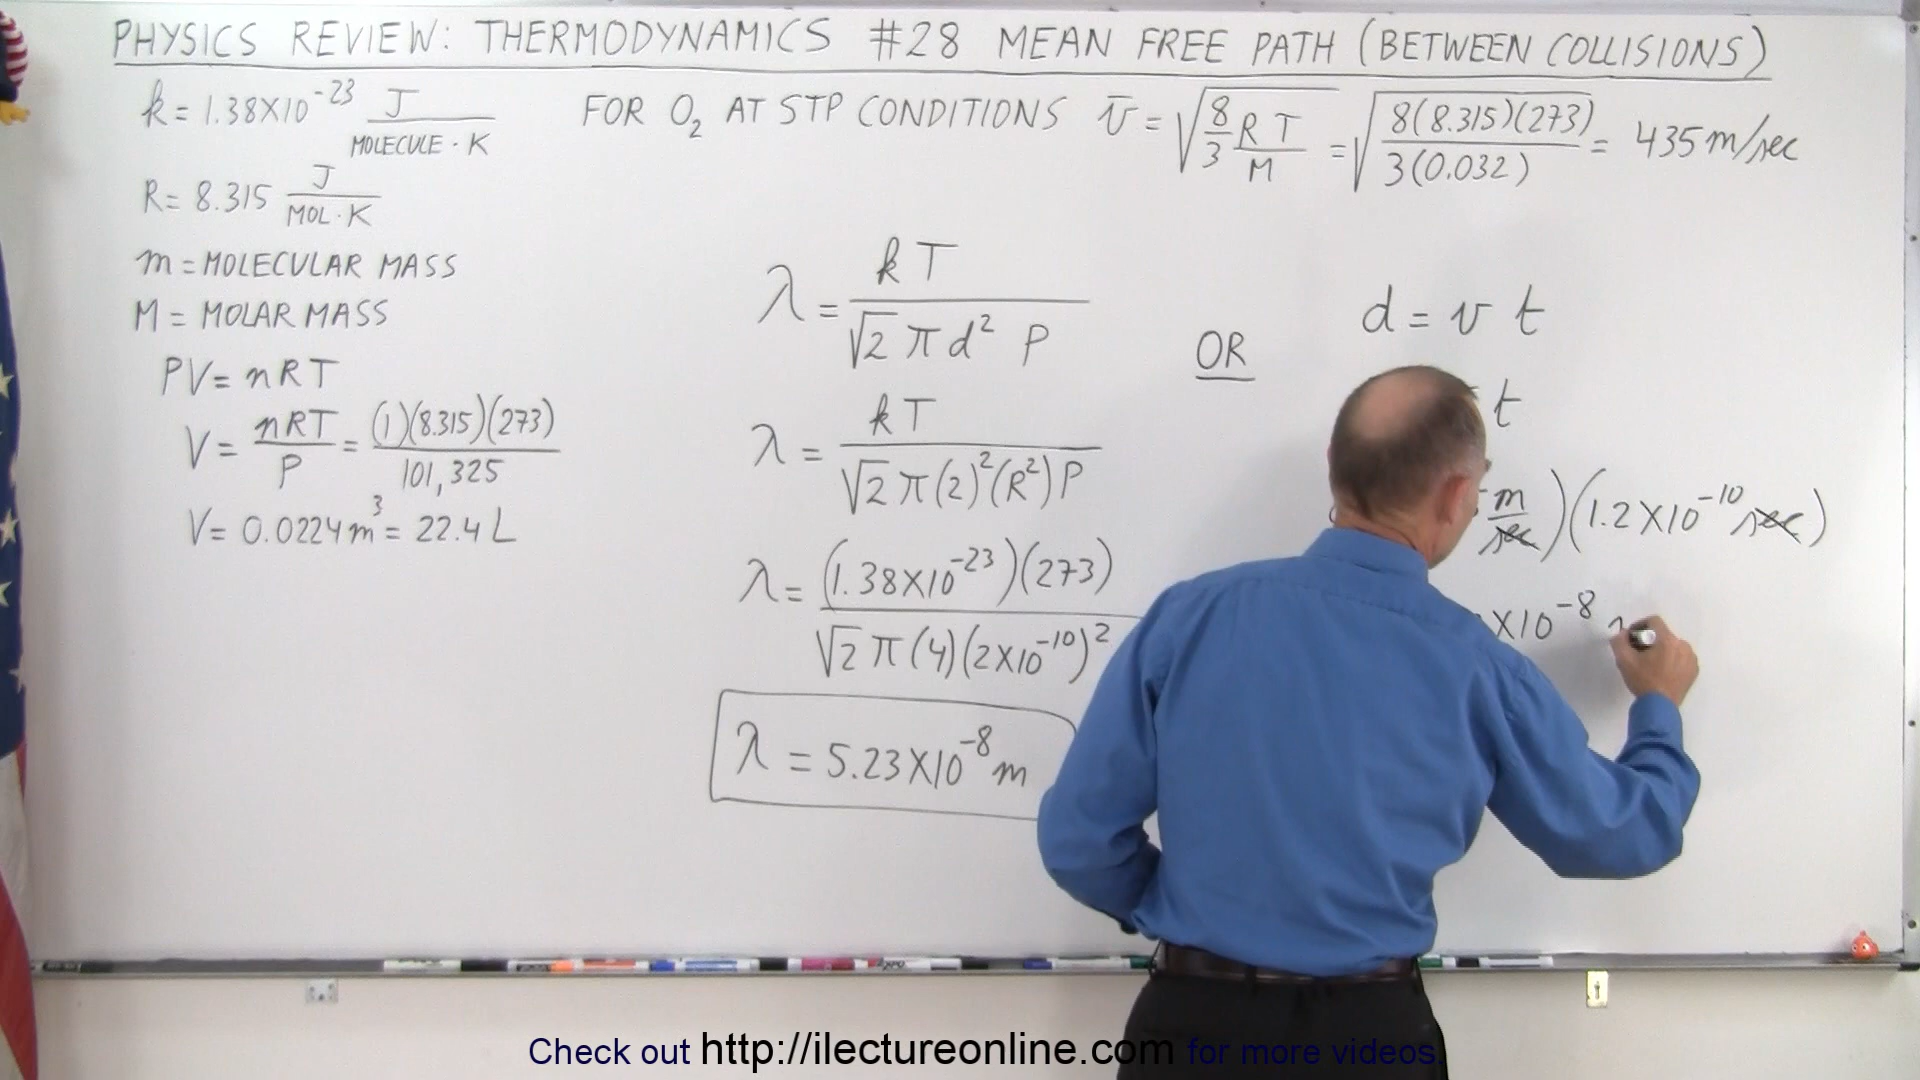 PHYSICS REVIEW: THERMODYNAMICS #28 MEAN FREE PATH (BETWEEN COLLISIONS)
k = 1.38X10^-23 J / MOLECULE · K
R = 8.315 J / MOL · K
m = MOLECULAR MASS
M = MOLAR MASS
PV = nRT
V = nRT / P = (1)(8.315)(273) / 101,325
V = 0.0224 m^3 = 22.4 L
FOR O₂ AT STP CONDITIONS v̄ = √(8/3 RT/M) = √(8(8.315)(273) / 3(0.032)) = 435 m/sec
λ = kT / √2 π d² P
λ = kT / √2 π (2)² (R²) P
λ = (1.38X10^-23)(273) / √2 π (4)(2X10^-10)²
λ = 5.23X10^-8 m
OR
d = v t
t
m/sec)(1.2X10^-10 sec)
X10^-8
Check out http://ilectureonline.com for more videos.